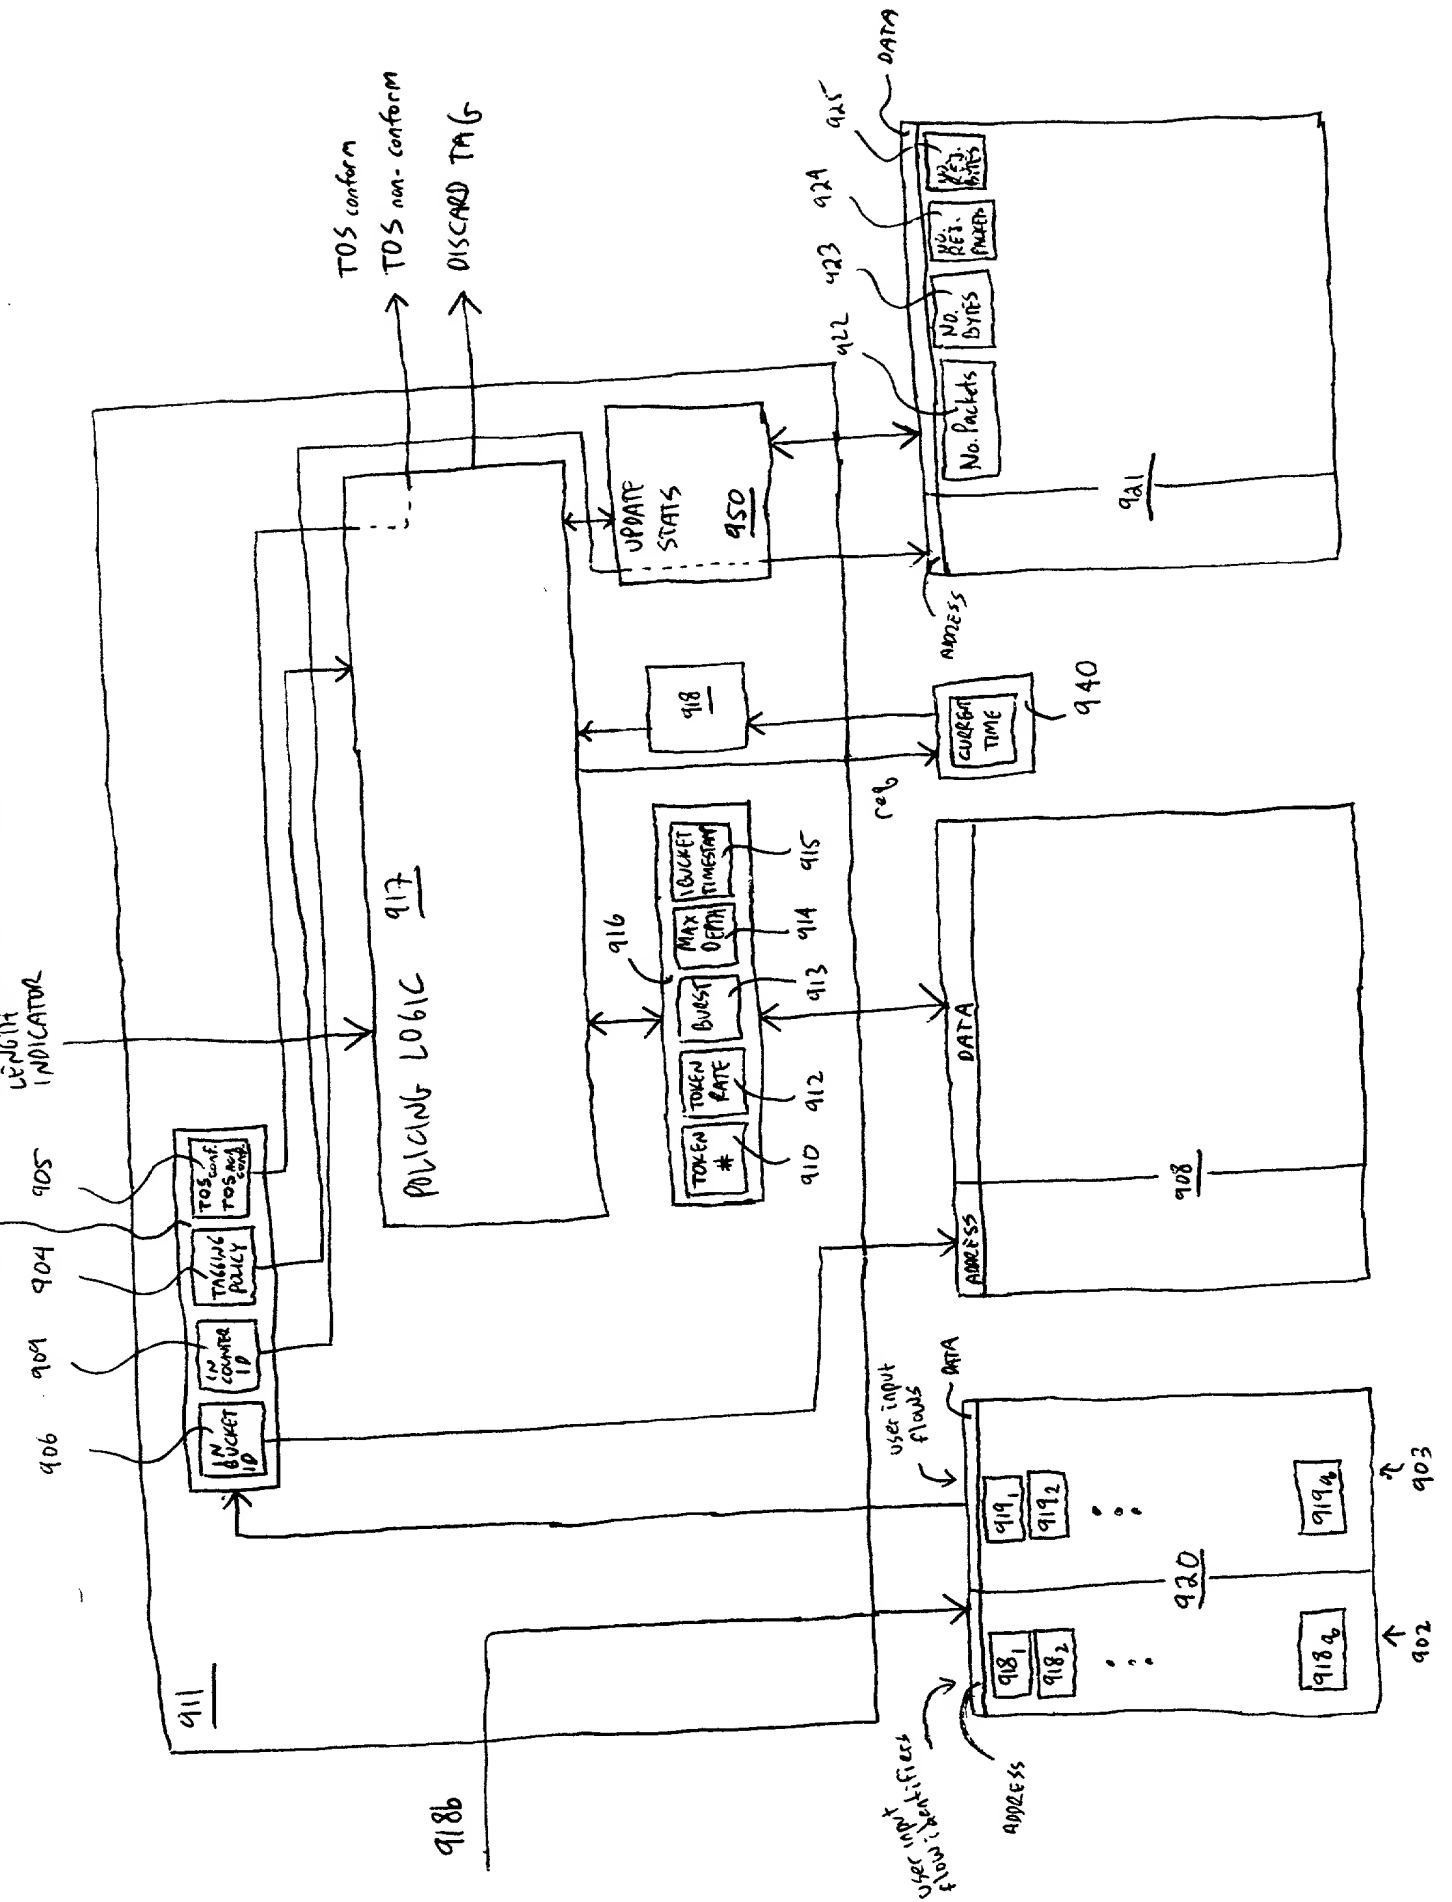 911
918b
906
909
904
905
LENGTH
INDICATOR
IN
BUCKET
ID
IN
COUNTER
ID
TAGGING
POLICY
TOS conf.
TOS non conf.
POLICING LOGIC 917
TOS conform
TOS non-conform
DISCARD TAG
916
TOKEN
#
TOKEN
RATE
BURST
MAX
DEPTH
BUCKET
TIMESTAMP
910
912
913
914
915
918
UPDATE
STATS
950
req
CURRENT
TIME
940
user input
flow identifiers
ADDRESS
user input
flows
DATA
918₁
918₂
918q
919₁
919₂
919q
920
902
903
ADDRESS
DATA
908
ADDRESS
DATA
922
923
924
925
No. Packets
NO.
BYTES
NO.
REJ.
PACKETS
NO.
REJ.
BYTES
921